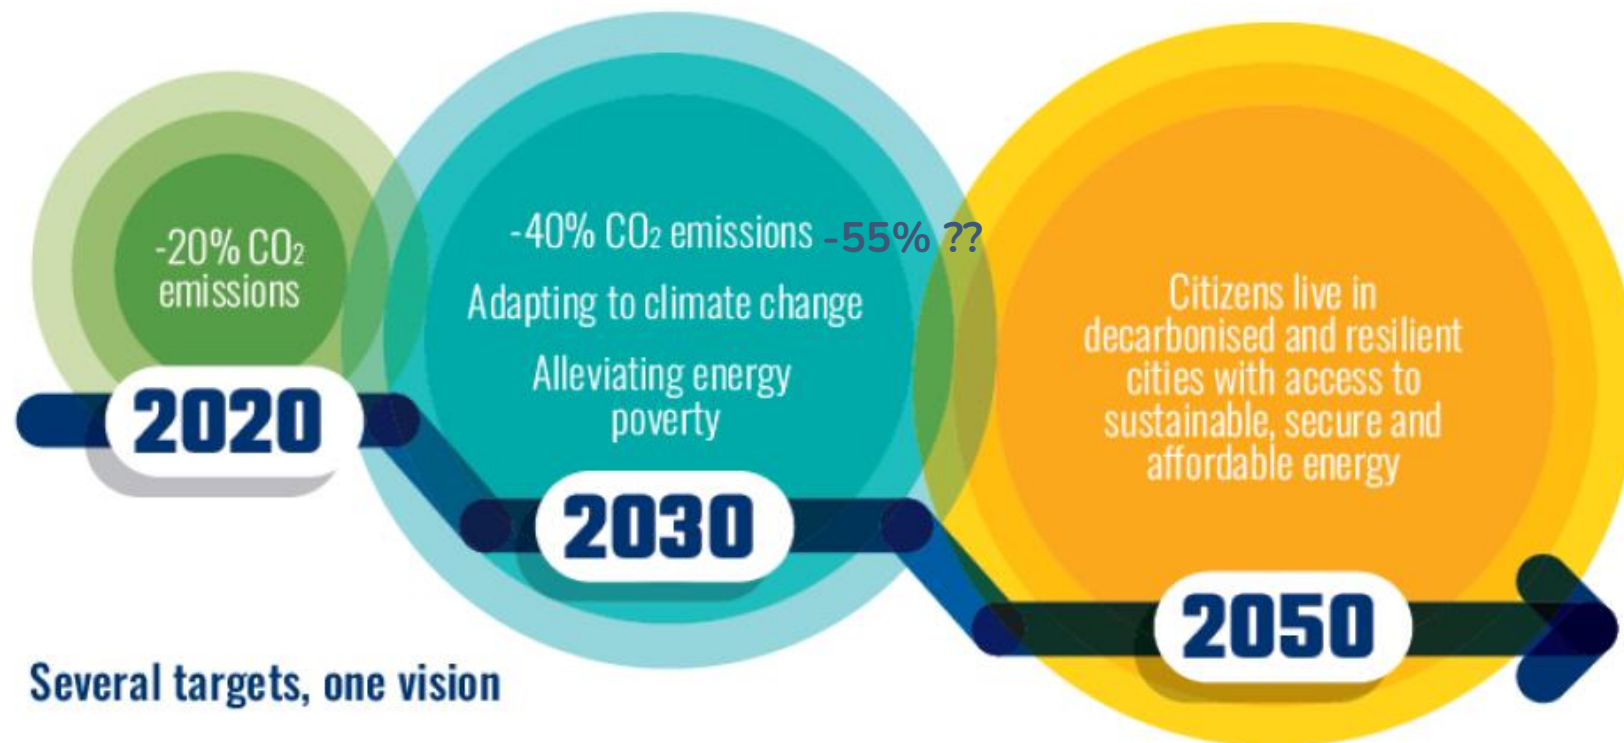 -20% CO₂
emissions
2020
-40% CO₂ emissions -55% ??
Adapting to climate change
Alleviating energy
poverty
2030
Citizens live in
decarbonised and resilient
cities with access to
sustainable, secure and
affordable energy
2050
Several targets, one vision